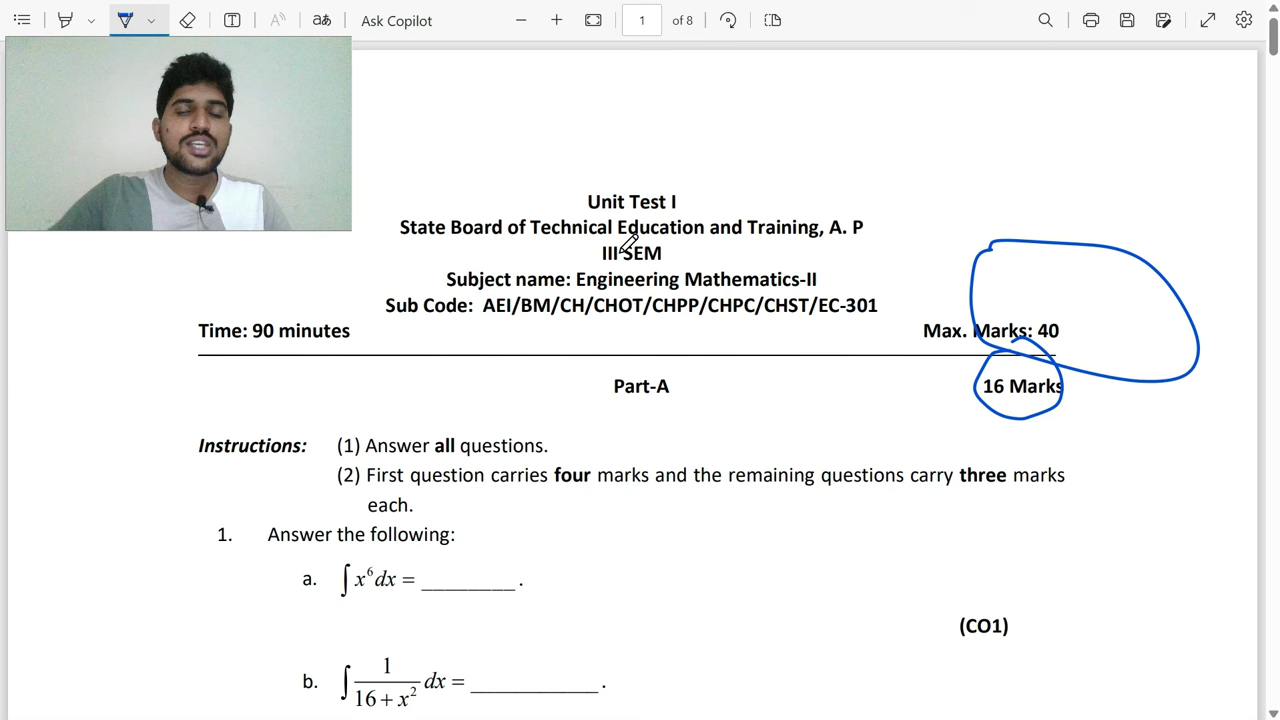 Ask Copilot
1 of 8
Unit Test I
State Board of Technical Education and Training, A. P
III SEM
Subject name: Engineering Mathematics-II
Sub Code: AEI/BM/CH/CHOT/CHPP/CHPC/CHST/EC-301
Time: 90 minutes Max. Marks: 40
Part-A 16 Marks
Instructions: (1) Answer all questions.
(2) First question carries four marks and the remaining questions carry three marks
each.
1. Answer the following:
a. ∫ x⁶ dx = ________ .
(CO1)
b. ∫ 1/(16 + x²) dx = ___________ .